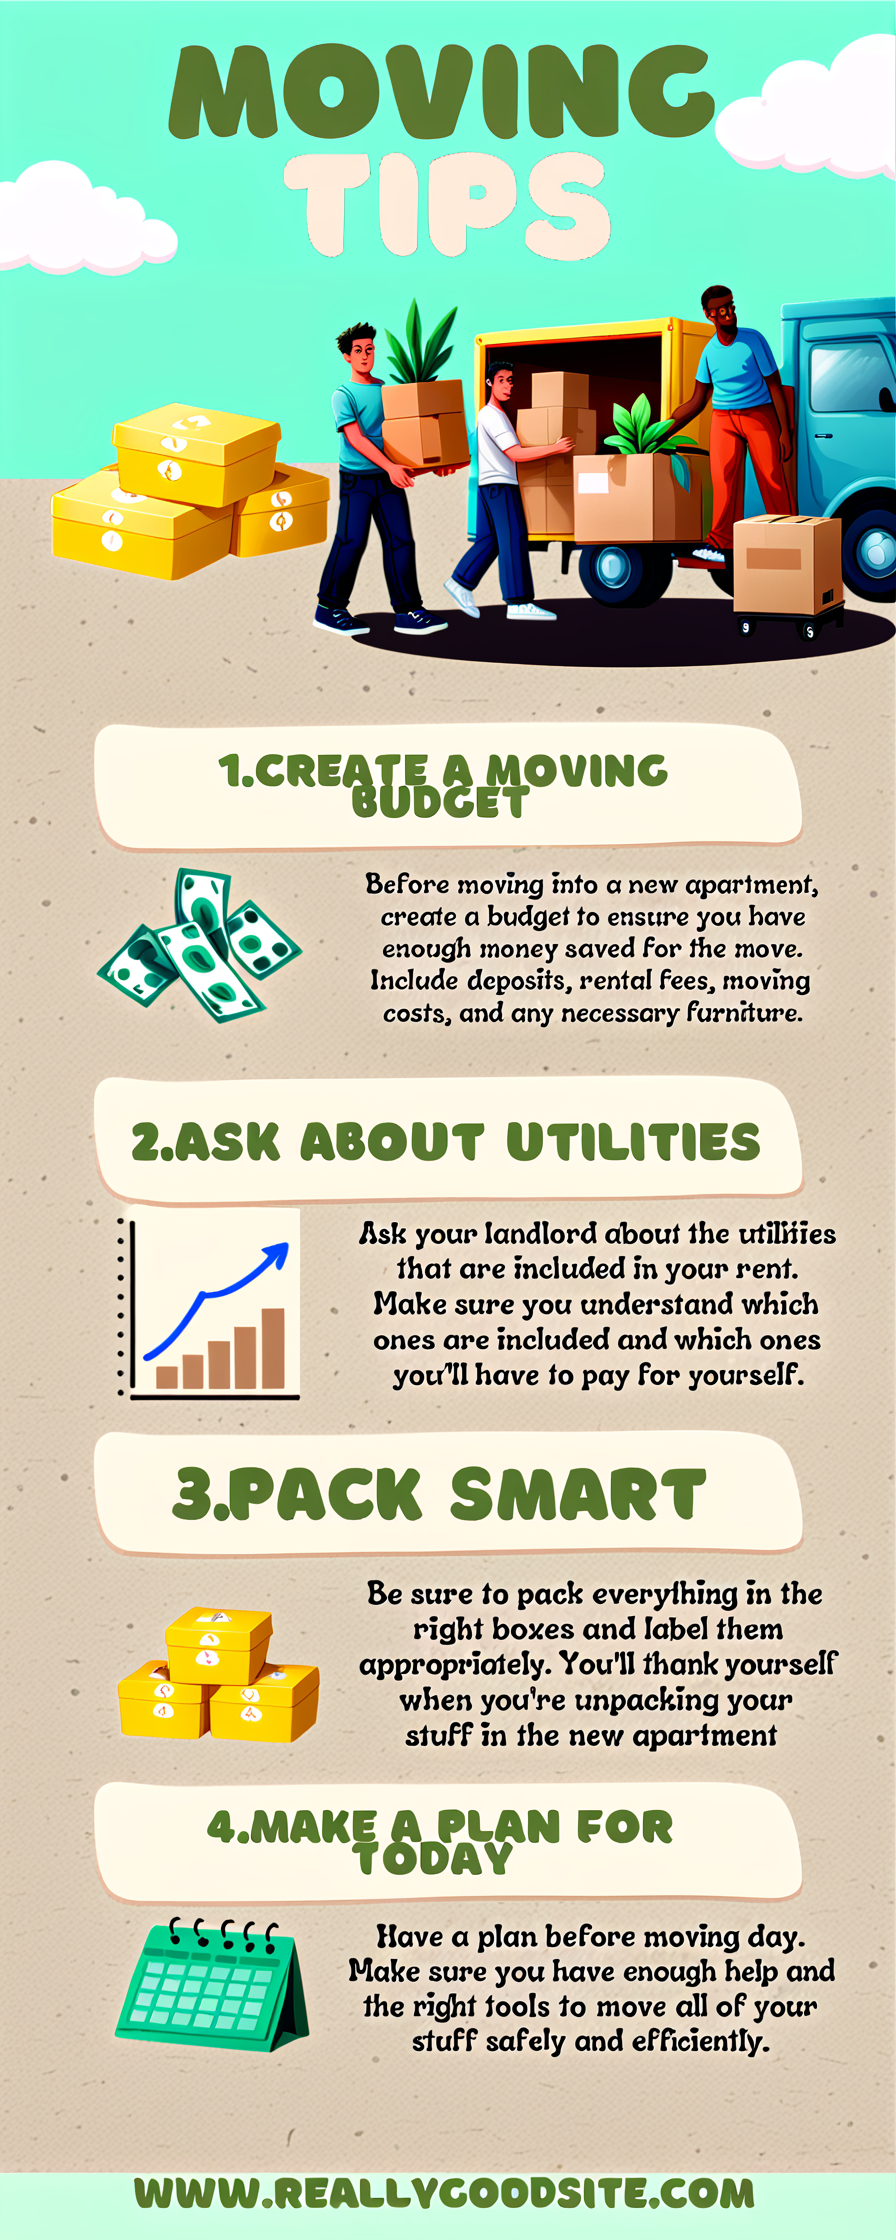 MOVING
TIPS
1.CREATE A MOVING
BUDGET
Before moving into a new apartment,
create a budget to ensure you have
enough money saved for the move.
Include deposits, rental fees, moving
costs, and any necessary furniture.
2.ASK ABOUT UTILITIES
Ask your landlord about the utilities
that are included in your rent.
Make sure you understand which
ones are included and which ones
you'll have to pay for yourself.
3.PACK SMART
Be sure to pack everything in the
right boxes and label them
appropriately. You'll thank yourself
when you're unpacking your
stuff in the new apartment
4.MAKE A PLAN FOR
TODAY
Have a plan before moving day.
Make sure you have enough help and
the right tools to move all of your
stuff safely and efficiently.
WWW.REALLYGOODSITE.COM